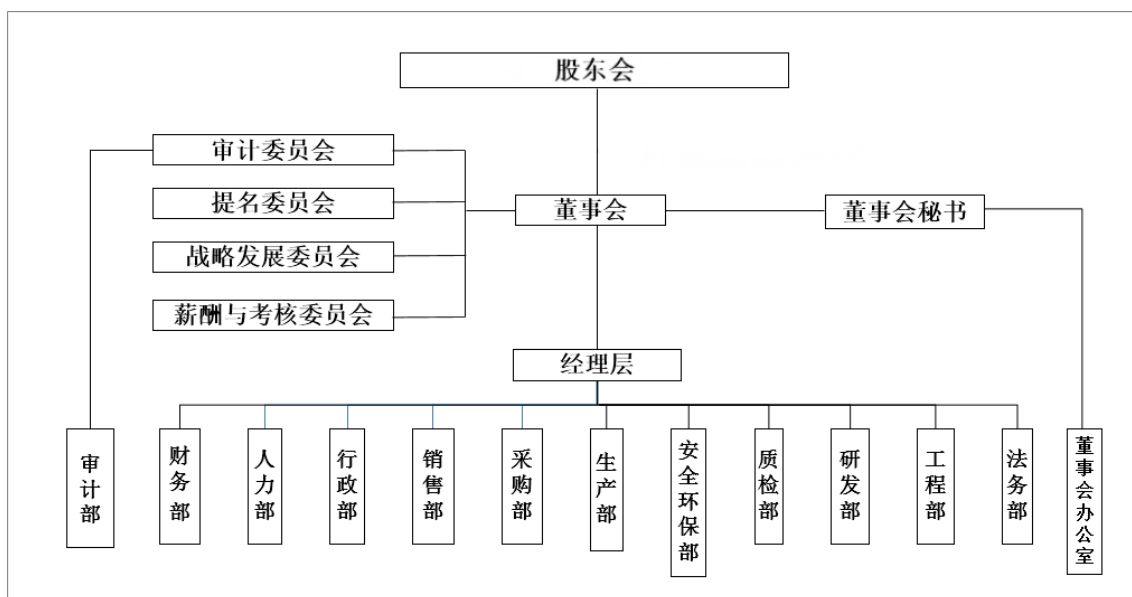 股东会
审计委员会
提名委员会
董事会
董事会秘书
战略发展委员会
薪酬与考核委员会
经理层
审计部
财务部
人力部
行政部
销售部
采购部
生产部
安全环保部
质检部
研发部
工程部
法务部
董事会办公室